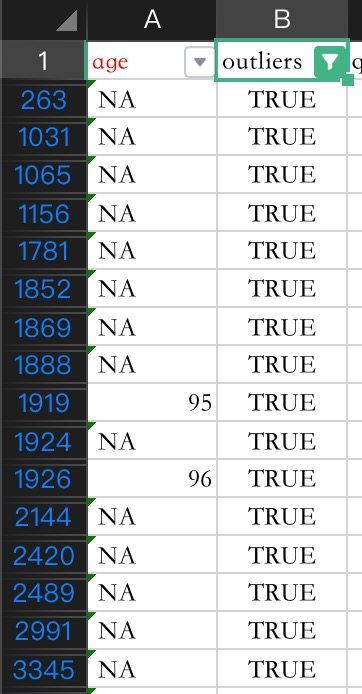 A B
1 age outliers q
263 NA TRUE
1031 NA TRUE
1065 NA TRUE
1156 NA TRUE
1781 NA TRUE
1852 NA TRUE
1869 NA TRUE
1888 NA TRUE
1919 95 TRUE
1924 NA TRUE
1926 96 TRUE
2144 NA TRUE
2420 NA TRUE
2489 NA TRUE
2991 NA TRUE
3345 NA TRUE